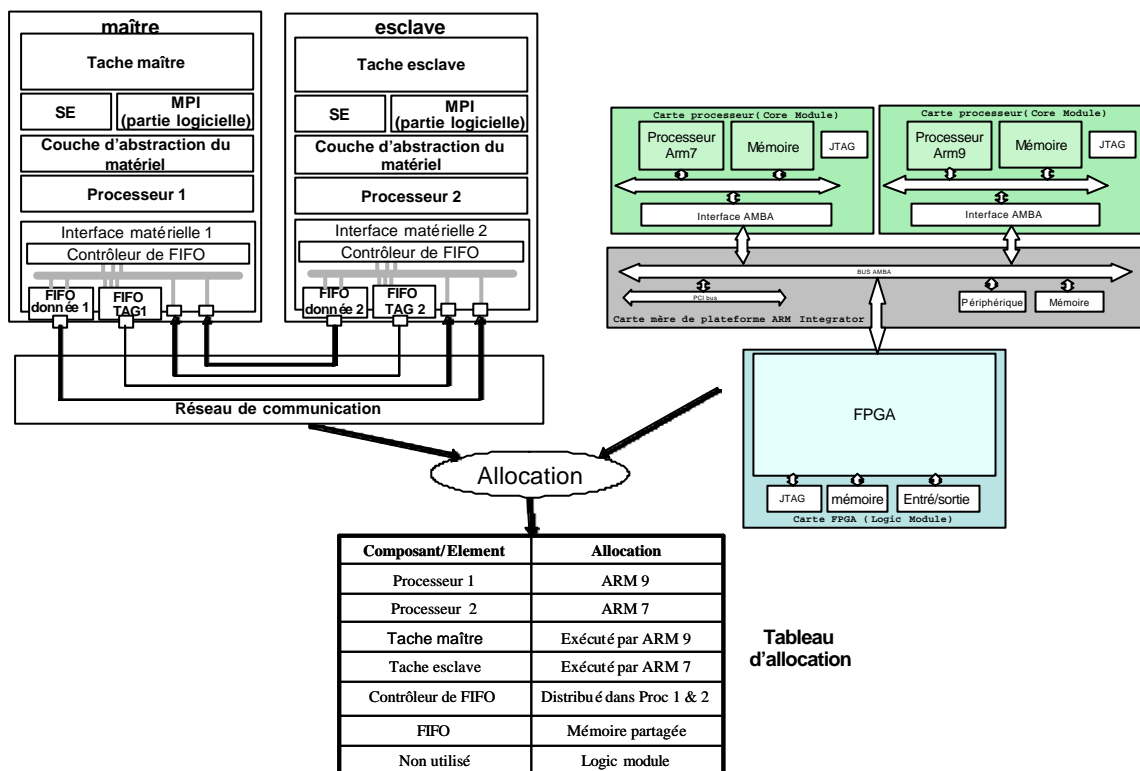 maître
Tache maître
SE
MPI
(partie logicielle)
Couche d'abstraction du
matériel
Processeur 1
Interface matérielle 1
Contrôleur de FIFO
FIFO
donnée 1
FIFO
TAG1
esclave
Tache esclave
SE
MPI
(partie logicielle)
Couche d'abstraction du
matériel
Processeur 2
Interface matérielle 2
Contrôleur de FIFO
FIFO
donnée 2
FIFO
TAG 2
Réseau de communication
Carte processeur(Core Module)
Processeur
Arm7
Mémoire
JTAG
Interface AMBA
Carte processeur(Core Module)
Processeur
Arm9
Mémoire
JTAG
Interface AMBA
BUS AMBA
PCI bus
Périphérique
Mémoire
Carte mère de plateforme ARM Integrator
FPGA
JTAG
mémoire
Entré/sortie
Carte FPGA (Logic Module)
Allocation
Composant/Element
Allocation
Processeur 1
ARM 9
Processeur 2
ARM 7
Tache maître
Exécuté par ARM 9
Tache esclave
Exécuté par ARM 7
Contrôleur de FIFO
Distribué dans Proc 1 & 2
FIFO
Mémoire partagée
Non utilisé
Logic module
Tableau
d'allocation